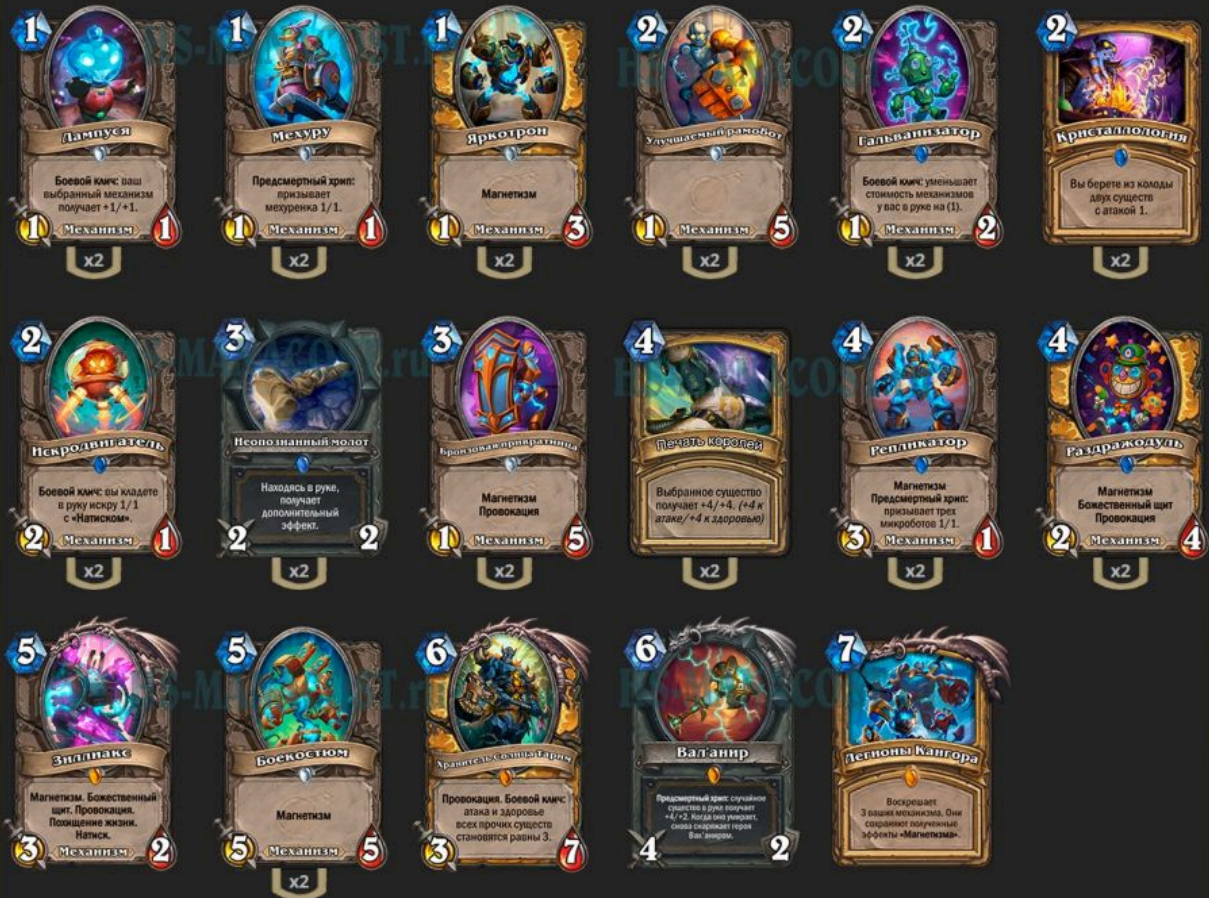 1
Лампуся
Боевой клич: ваш
выбранный механизм
получает +1/+1.
1 Механизм 1
x2
1
Мехуру
Предсмертный хрип:
призывает
мехуренка 1/1.
1 Механизм 1
x2
1
Яркотрон
Магнетизм
1 Механизм 3
x2
2
Улучшаемый рамобот
1 Механизм 5
x2
2
Гальванизатор
Боевой клич: уменьшает
стоимость механизмов
у вас в руке на (1).
1 Механизм 2
x2
2
Кристаллология
Вы берете из колоды
двух существ
с атакой 1.
x2
2
Искродвигатель
Боевой клич: вы кладете
в руку искру 1/1
с «Натиском».
2 Механизм 1
x2
3
Неопознанный молот
Находясь в руке,
получает
дополнительный
эффект.
2 2
x2
3
Бронзовая привратница
Магнетизм
Провокация
1 Механизм 5
x2
4
Печать королей
Выбранное существо
получает +4/+4. (+4 к
атаке/+4 к здоровью)
x2
4
Репликатор
Магнетизм
Предсмертный хрип:
призывает трех
микроботов 1/1.
3 Механизм 1
x2
4
Раздражодуль
Магнетизм
Божественный щит
Провокация
2 Механизм 4
x2
5
Зиллиакс
Магнетизм. Божественный
щит. Провокация.
Похищение жизни.
Натиск.
3 Механизм 2
5
Боекостюм
Магнетизм
5 Механизм 5
x2
6
Хранитель Солнца Тарим
Провокация. Боевой клич:
атака и здоровье
всех прочих существ
становятся равны 3.
3 7
6
Вал'анир
Предсмертный хрип: случайное
существо в руке получает
+4/+2. Когда оно умирает,
снова снаряжает героя
Вал'аниром.
4 2
7
Легионы Кангора
Воскрешает
3 ваших механизма. Они
сохраняют полученные
эффекты «Магнетизма».